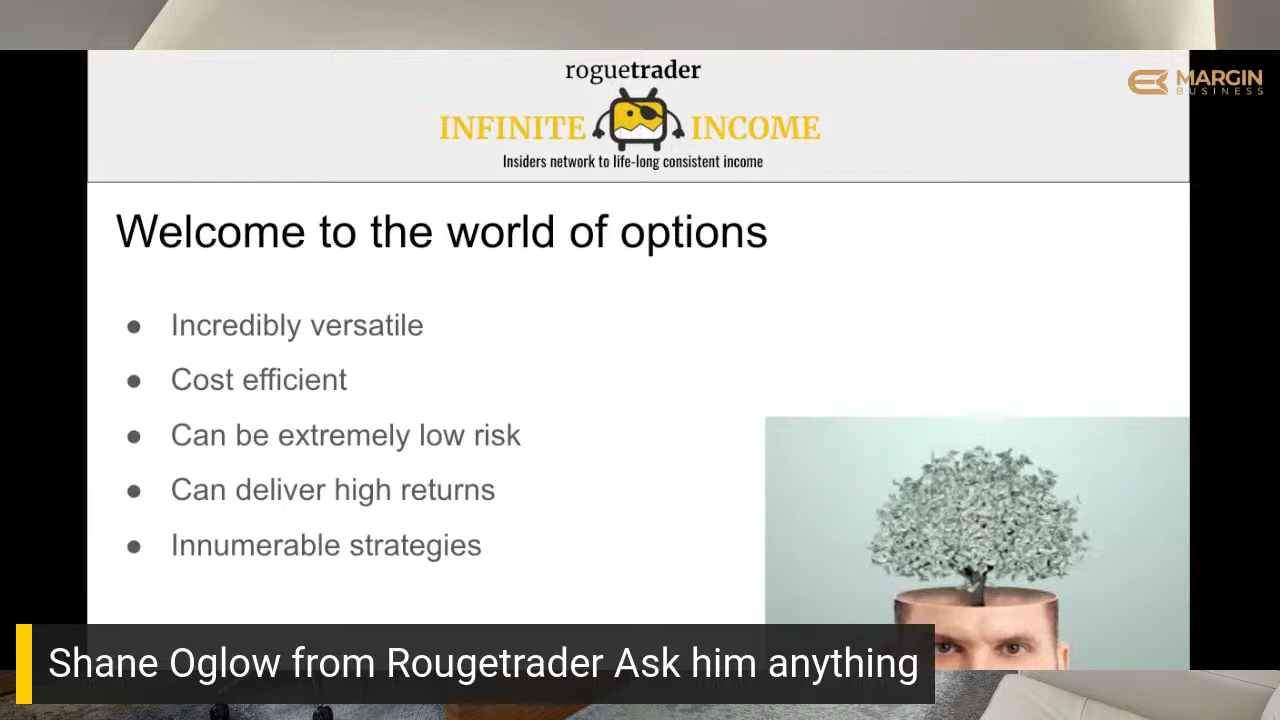 roguetrader
INFINITE INCOME
Insiders network to life-long consistent income
MARGIN
BUSINESS
Welcome to the world of options
● Incredibly versatile
● Cost efficient
● Can be extremely low risk
● Can deliver high returns
● Innumerable strategies
Shane Oglow from Rougetrader Ask him anything